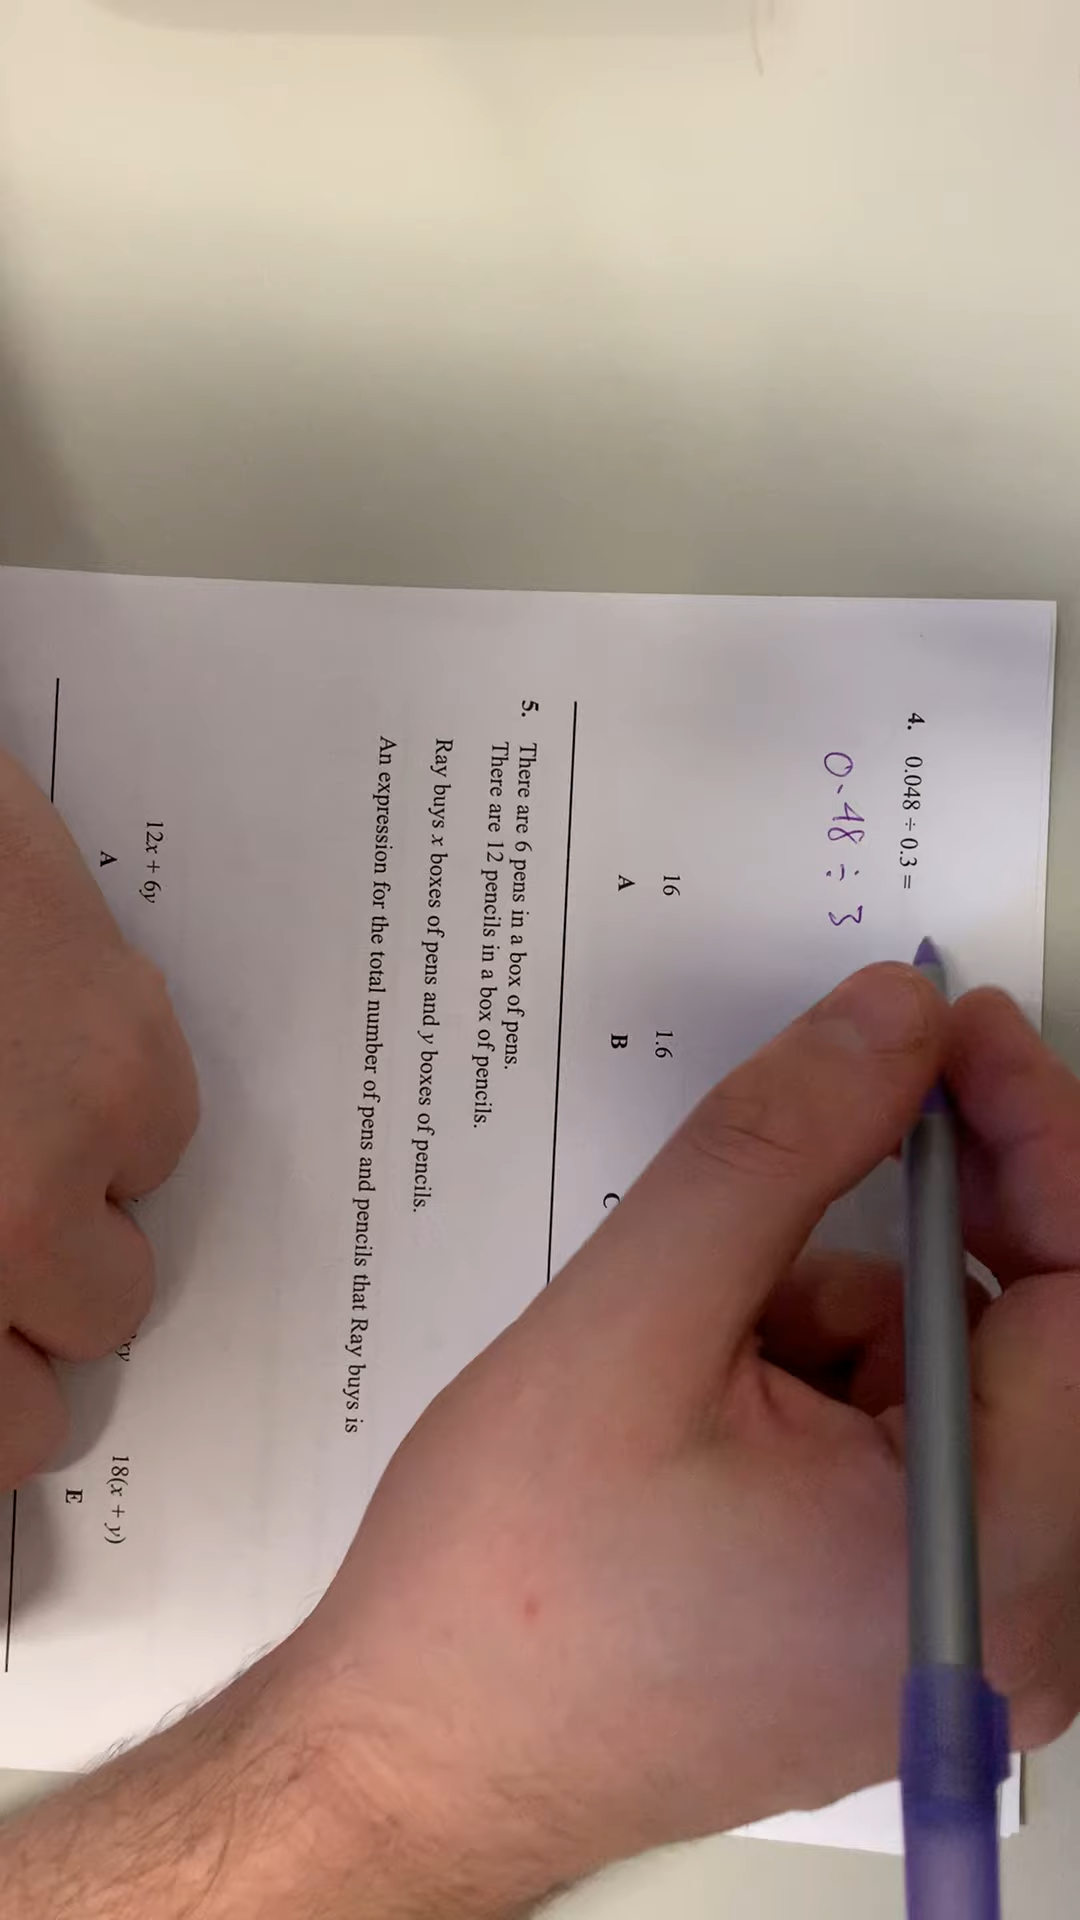 4. 0.048 ÷ 0.3 =
0.48 ÷ 3
16 1.6
A B C
5. There are 6 pens in a box of pens.
There are 12 pencils in a box of pencils.
Ray buys x boxes of pens and y boxes of pencils.
An expression for the total number of pens and pencils that Ray buys is
12x + 6y 18(x + y)
A E